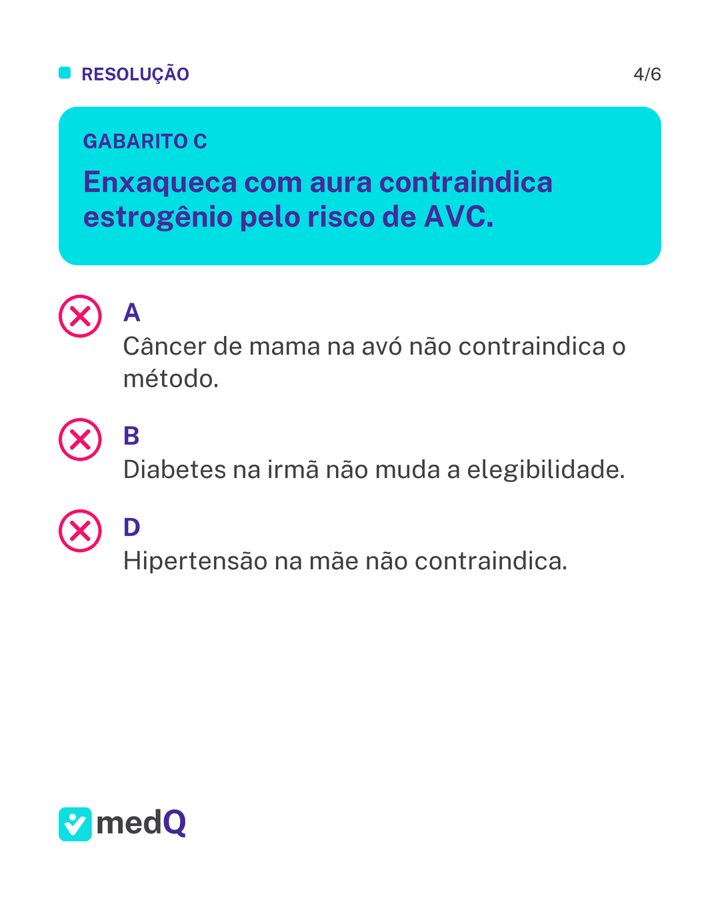 RESOLUÇÃO
4/6
GABARITO C
Enxaqueca com aura contraindica
estrogênio pelo risco de AVC.
A
Câncer de mama na avó não contraindica o
método.
B
Diabetes na irmã não muda a elegibilidade.
D
Hipertensão na mãe não contraindica.
medQ